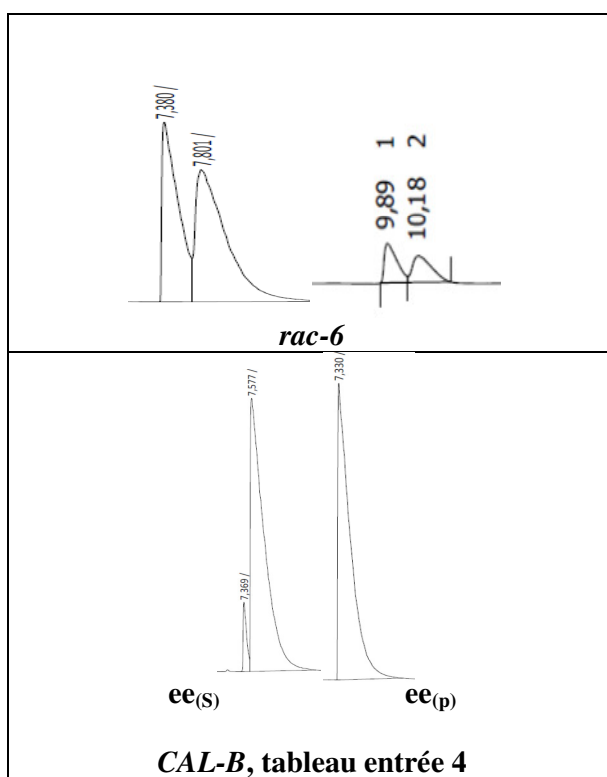 7,380 /
7,801 /
9,89 1
10,18 2
rac-6
7,369 /
7,577 /
7,330 /
ee(S)
ee(p)
CAL-B, tableau entrée 4